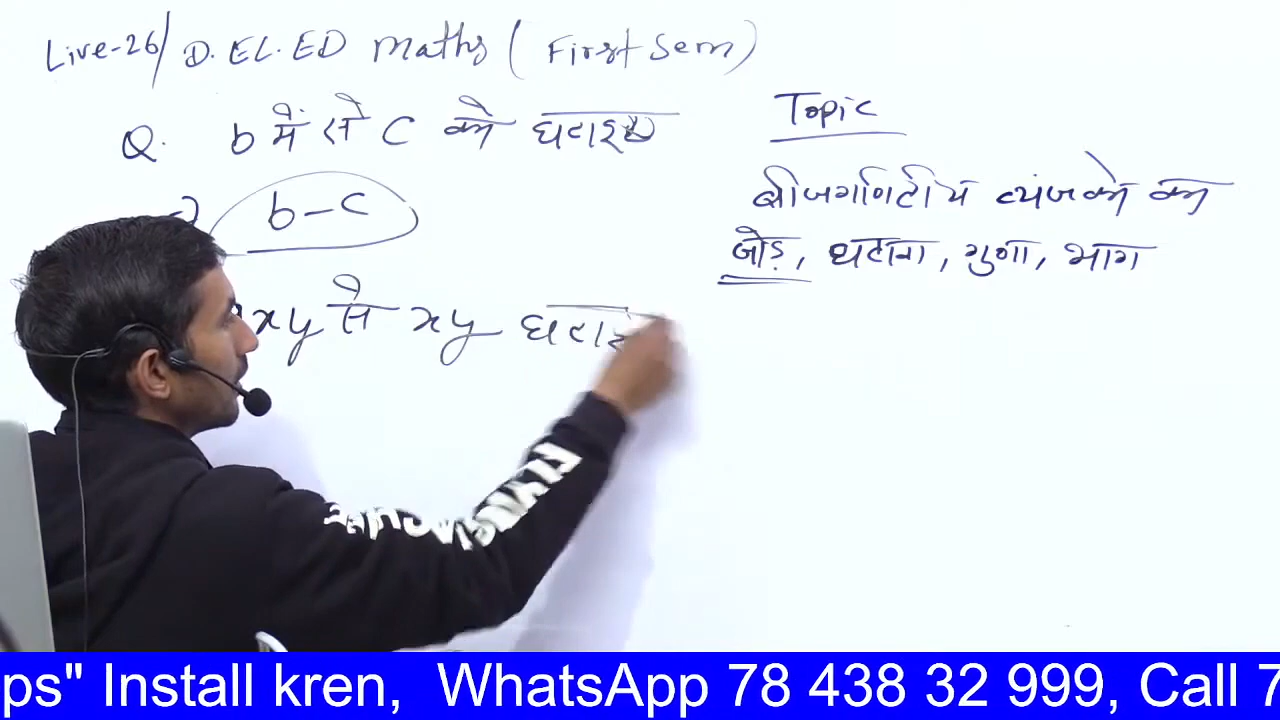 Live-26/ D.EL.ED Maths ( First Sem )
Q. b में से C को घटाइए
b-c
xy से xy घटाइ
Topic
बीजगणितीय व्यंजको का
जोड़, घटाना, गुणा, भाग
ps" Install kren, WhatsApp 78 438 32 999, Call 7